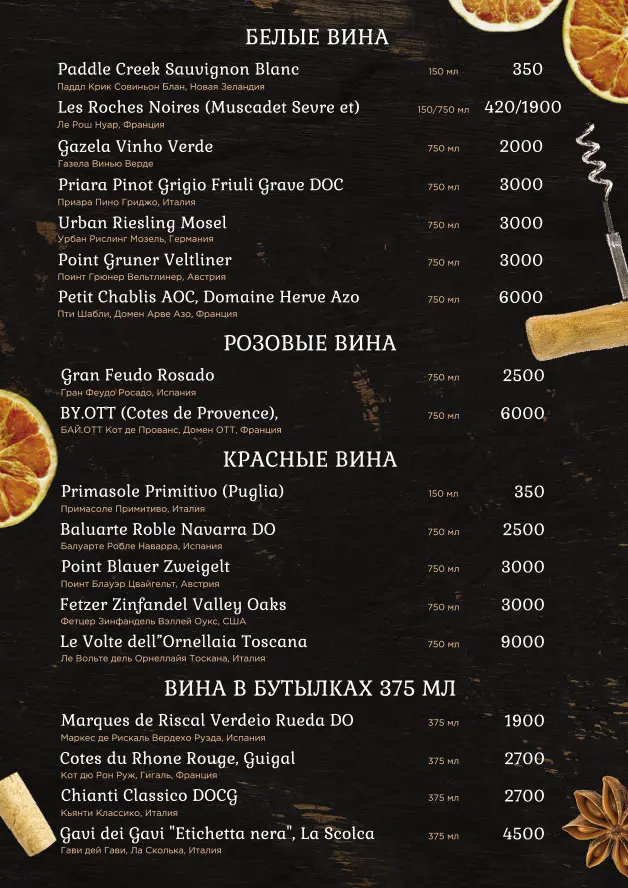 БЕЛЫЕ ВИНА
Paddle Creek Sauvignon Blanc 150 мл 350
Паддл Крик Совиньон Блан, Новая Зеландия
Les Roches Noires (Muscadet Sevre et) 150/750 мл 420/1900
Ле Рош Нуар, Франция
Gazela Vinho Verde 750 мл 2000
Газела Винью Верде
Priara Pinot Grigio Friuli Grave DOC 750 мл 3000
Приара Пино Гриджо, Италия
Urban Riesling Mosel 750 мл 3000
Урбан Рислинг Мозель, Германия
Point Gruner Veltliner 750 мл 3000
Поинт Грюнер Вельтлинер, Австрия
Petit Chablis AOC, Domaine Herve Azo 750 мл 6000
Пти Шабли, Домен Арве Азо, Франция
РОЗОВЫЕ ВИНА
Gran Feudo Rosado 750 мл 2500
Гран Феудо Росадо, Испания
BY.OTT (Cotes de Provence), 750 мл 6000
БАЙ.ОТТ Кот де Прованс, Домен ОТТ, Франция
КРАСНЫЕ ВИНА
Primasole Primitivo (Puglia) 150 мл 350
Примасоле Примитиво, Италия
Baluarte Roble Navarra DO 750 мл 2500
Балуарте Робле Наварра, Испания
Point Blauer Zweigelt 750 мл 3000
Поинт Блауэр Цвайгельт, Австрия
Fetzer Zinfandel Valley Oaks 750 мл 3000
Фетцер Зинфандель Вэллей Оукс, США
Le Volte dell”Ornellaia Toscana 750 мл 9000
Ле Вольте дель Орнеллайя Тоскана, Италия
ВИНА В БУТЫЛКАХ 375 МЛ
Marques de Riscal Verdeio Rueda DO 375 мл 1900
Маркес де Рискаль Вердехо Руэда, Испания
Cotes du Rhone Rouge, Guigal 375 мл 2700
Кот дю Рон Руж, Гигаль, Франция
Chianti Classico DOCG 375 мл 2700
Кьянти Классико, Италия
Gavi dei Gavi "Etichetta nera", La Scolca 375 мл 4500
Гави дей Гави, Ла Сколька, Италия